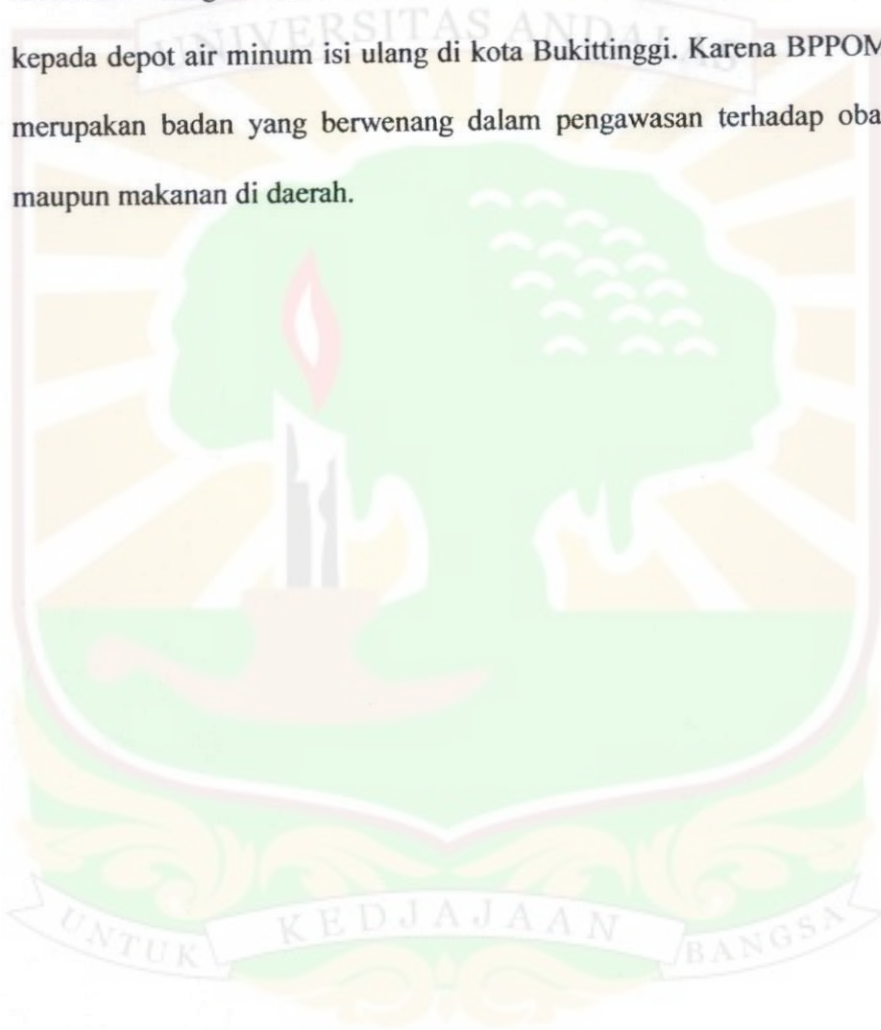 UNIVERSITAS ANDALAS
kepada depot air minum isi ulang di kota Bukittinggi. Karena BPPOM
merupakan badan yang berwenang dalam pengawasan terhadap oba
maupun makanan di daerah.
UNTUK KEDJAJAAN BANGSA